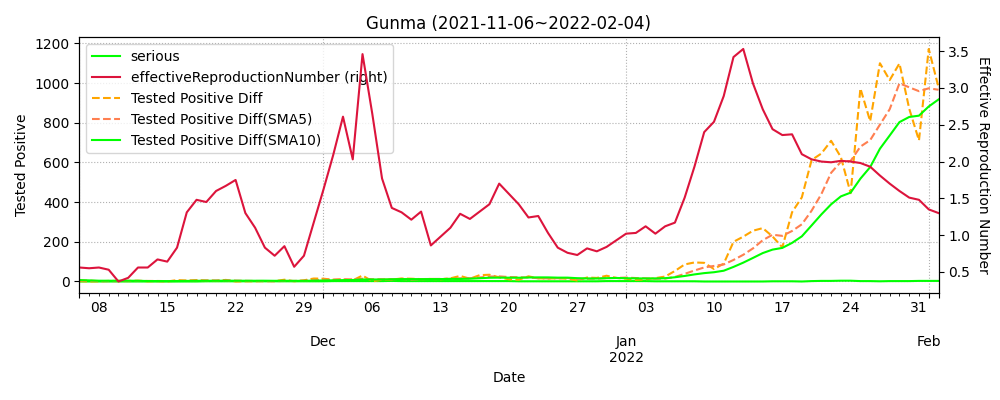 Gunma (2021-11-06~2022-02-04)
serious
effectiveReproductionNumber (right)
Tested Positive Diff
Tested Positive Diff(SMA5)
Tested Positive Diff(SMA10)
Tested Positive
1200
1000
800
600
400
200
0
Effective Reproduction Number
3.5
3.0
2.5
2.0
1.5
1.0
0.5
08 15 22 29 06 13 20 27 03 10 17 24 31
Dec Jan Feb
2022
Date